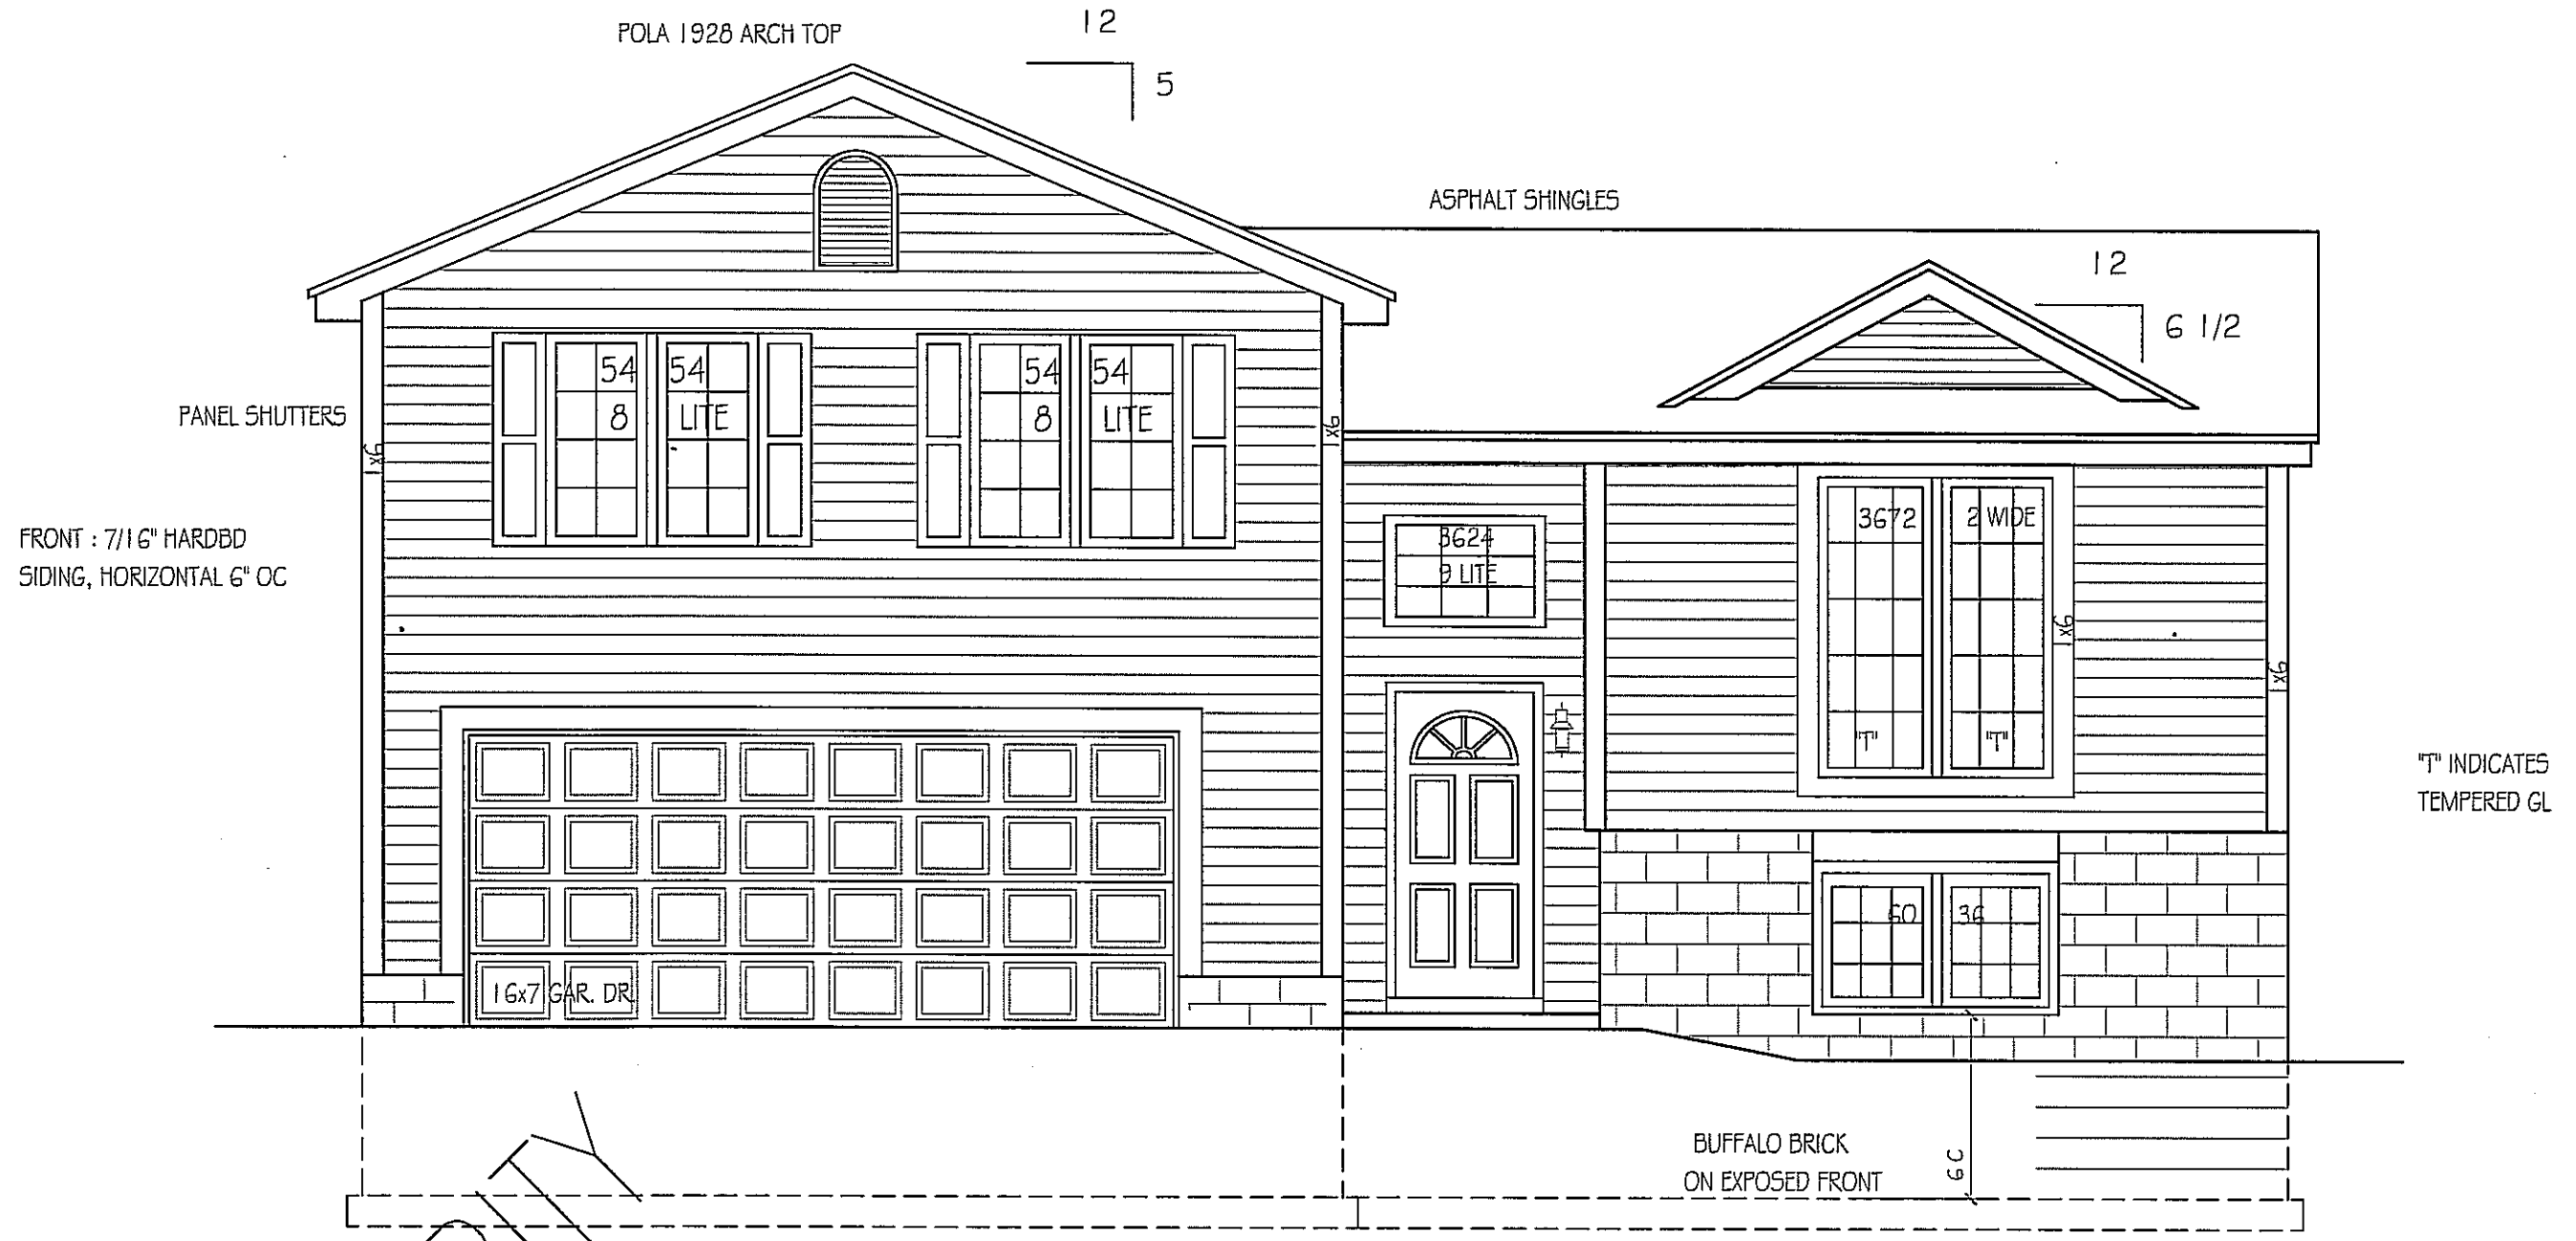 POLA 1928 ARCH TOP
12
5
ASPHALT SHINGLES
12
6 1/2
PANEL SHUTTERS
54 54
8 LITE
54 54
8 LITE
1x6
1x6
FRONT : 7/16" HARDBD
SIDING, HORIZONTAL 6" OC
3624
9 LITE
3672 2 WIDE
"T" "T"
1x6
1x6
"T" INDICATES
TEMPERED GL
60 36
16x7 GAR. DR.
BUFFALO BRICK
ON EXPOSED FRONT
6C